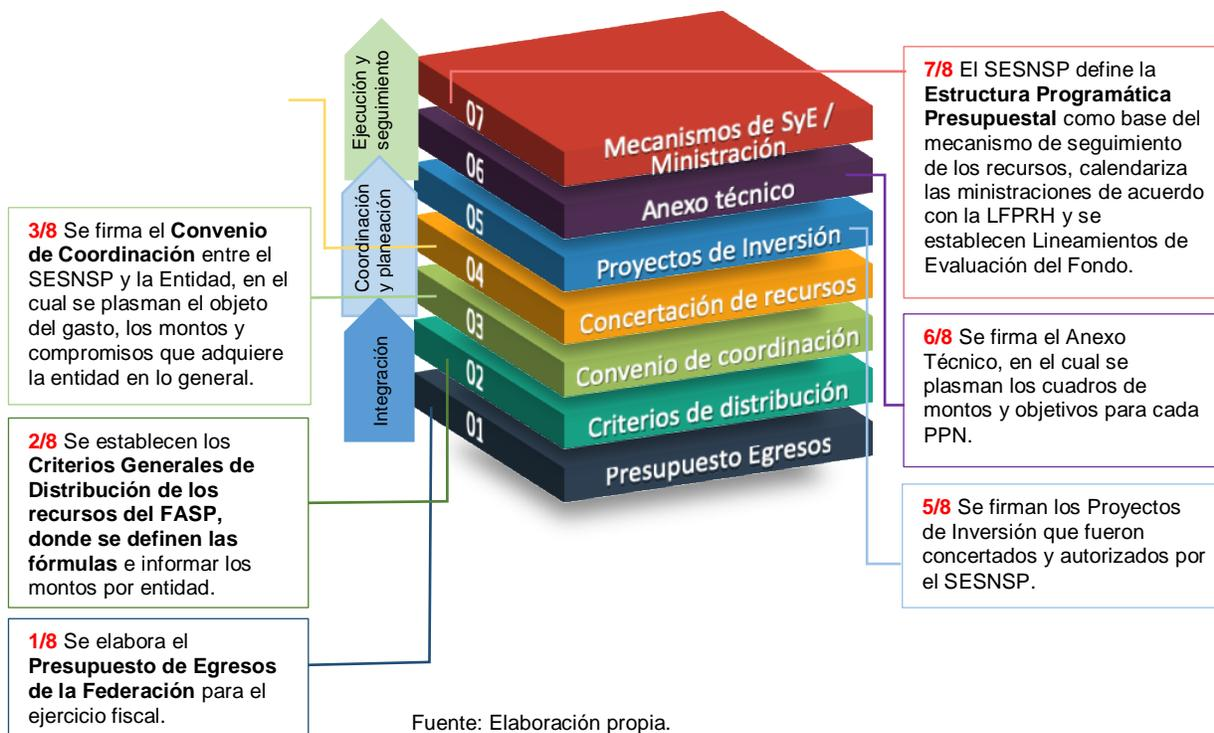 Ejecución y
seguimiento
Coordinación
y planeación
Integración
07
Mecanismos de SyE /
Ministración
06
Anexo técnico
05
Proyectos de Inversión
04
Concertación de recursos
03
Convenio de coordinación
02
Criterios de distribución
01
Presupuesto Egresos
3/8 Se firma el Convenio
de Coordinación entre el
SESNSP y la Entidad, en el
cual se plasman el objeto
del gasto, los montos y
compromisos que adquiere
la entidad en lo general.
2/8 Se establecen los
Criterios Generales de
Distribución de los
recursos del FASP,
donde se definen las
fórmulas e informar los
montos por entidad.
1/8 Se elabora el
Presupuesto de Egresos
de la Federación para el
ejercicio fiscal.
7/8 El SESNSP define la
Estructura Programática
Presupuestal como base del
mecanismo de seguimiento
de los recursos, calendariza
las ministraciones de acuerdo
con la LFPRH y se
establecen Lineamientos de
Evaluación del Fondo.
6/8 Se firma el Anexo
Técnico, en el cual se
plasman los cuadros de
montos y objetivos para cada
PPN.
5/8 Se firman los Proyectos
de Inversión que fueron
concertados y autorizados por
el SESNSP.
Fuente: Elaboración propia.